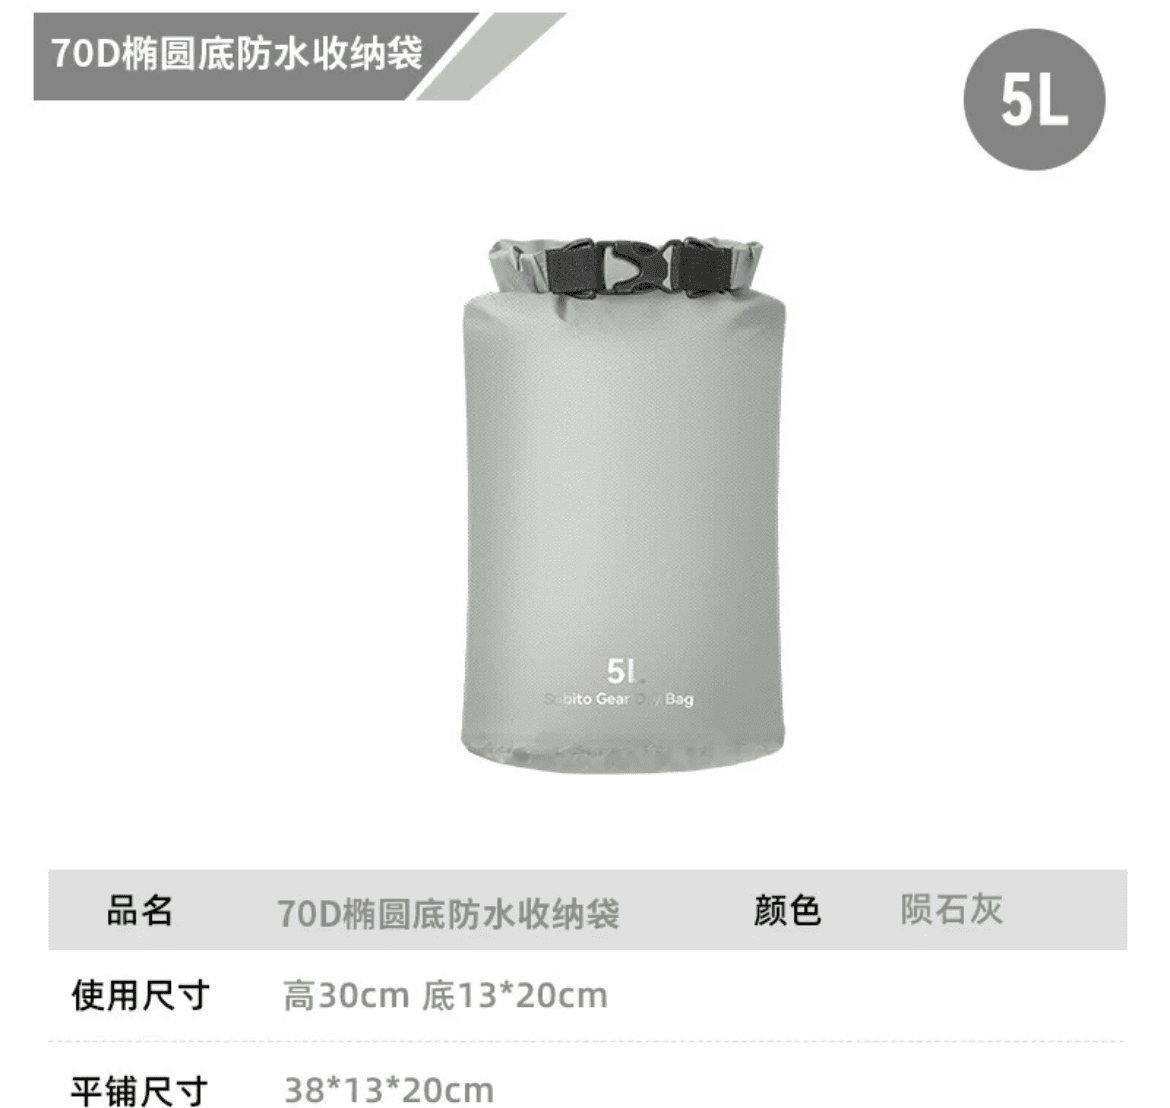 70D椭圆底防水收纳袋
5L
5L
Subito Gear Dry Bag
品名 70D椭圆底防水收纳袋 颜色 陨石灰
使用尺寸 高30cm 底13*20cm
平铺尺寸 38*13*20cm